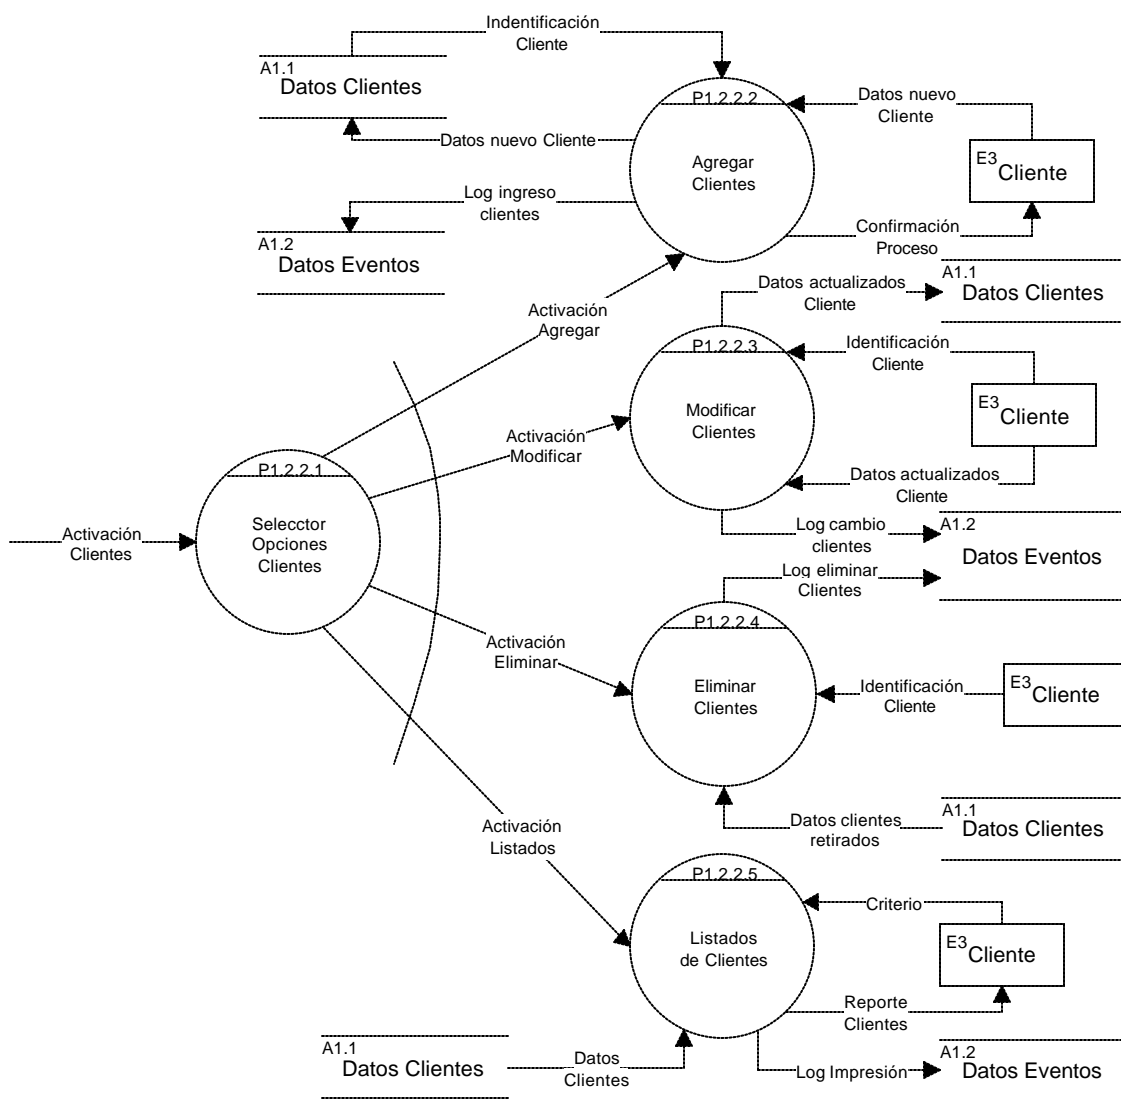 Indentificación
Cliente
A1.1
Datos Clientes
P1.2.2.2
Datos nuevo
Cliente
Datos nuevo Cliente
Agregar
Clientes
E3
Cliente
Log ingreso
clientes
Confirmación
Proceso
A1.2
Datos Eventos
A1.1
Datos Clientes
Datos actualizados
Cliente
Activación
Agregar
P1.2.2.3
Identificación
Cliente
Modificar
Clientes
E3
Cliente
Activación
Modificar
Datos actualizados
Cliente
P1.2.2.1
Selecctor
Opciones
Clientes
Activación
Clientes
Log cambio
clientes
A1.2
Datos Eventos
Log eliminar
Clientes
P1.2.2.4
Activación
Eliminar
Eliminar
Clientes
Identificación
Cliente
E3
Cliente
Datos clientes
retirados
A1.1
Datos Clientes
Activación
Listados
P1.2.2.5
Criterio
Listados
de Clientes
E3
Cliente
Reporte
Clientes
A1.1
Datos Clientes
Datos
Clientes
Log Impresión
A1.2
Datos Eventos